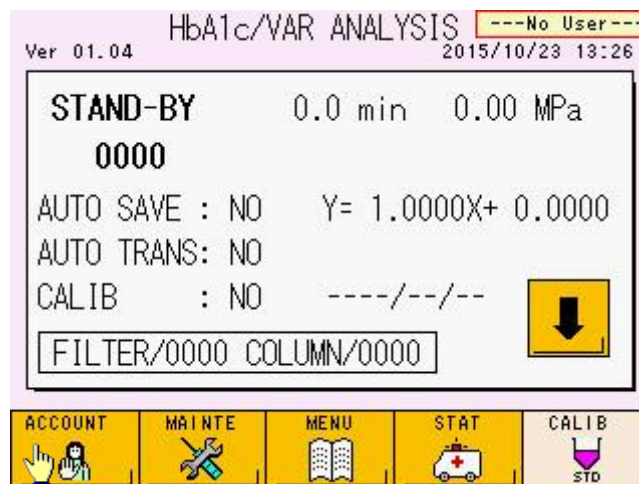 HbA1c/VAR ANALYSIS
---No User--
Ver 01.04
2015/10/23 13:26
STAND-BY 0.0 min 0.00 MPa
0000
AUTO SAVE : NO Y= 1.0000X+ 0.0000
AUTO TRANS: NO
CALIB : NO ----/--/--
FILTER/0000 COLUMN/0000
ACCOUNT MAINTE MENU STAT CALIB
STD